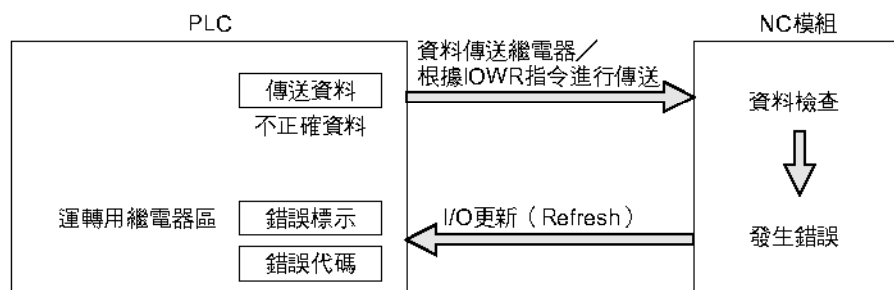 PLC
NC模組
資料傳送繼電器／
根據IOWR指令進行傳送
傳送資料
不正確資料
資料檢查
運轉用繼電器區
錯誤標示
I/O更新（Refresh）
發生錯誤
錯誤代碼